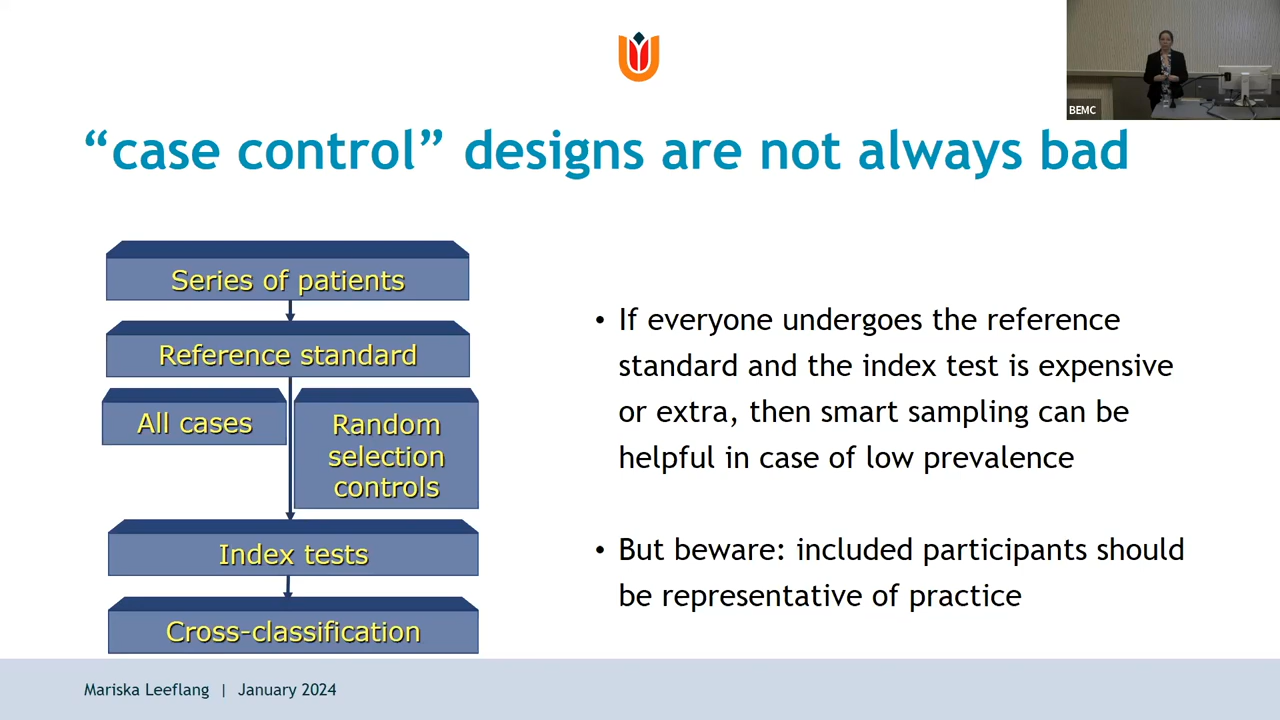 BEMC
“case control” designs are not always bad
Series of patients
Reference standard
All cases
Random
selection
controls
Index tests
Cross-classification
• If everyone undergoes the reference
standard and the index test is expensive
or extra, then smart sampling can be
helpful in case of low prevalence
• But beware: included participants should
be representative of practice
Mariska Leeflang | January 2024